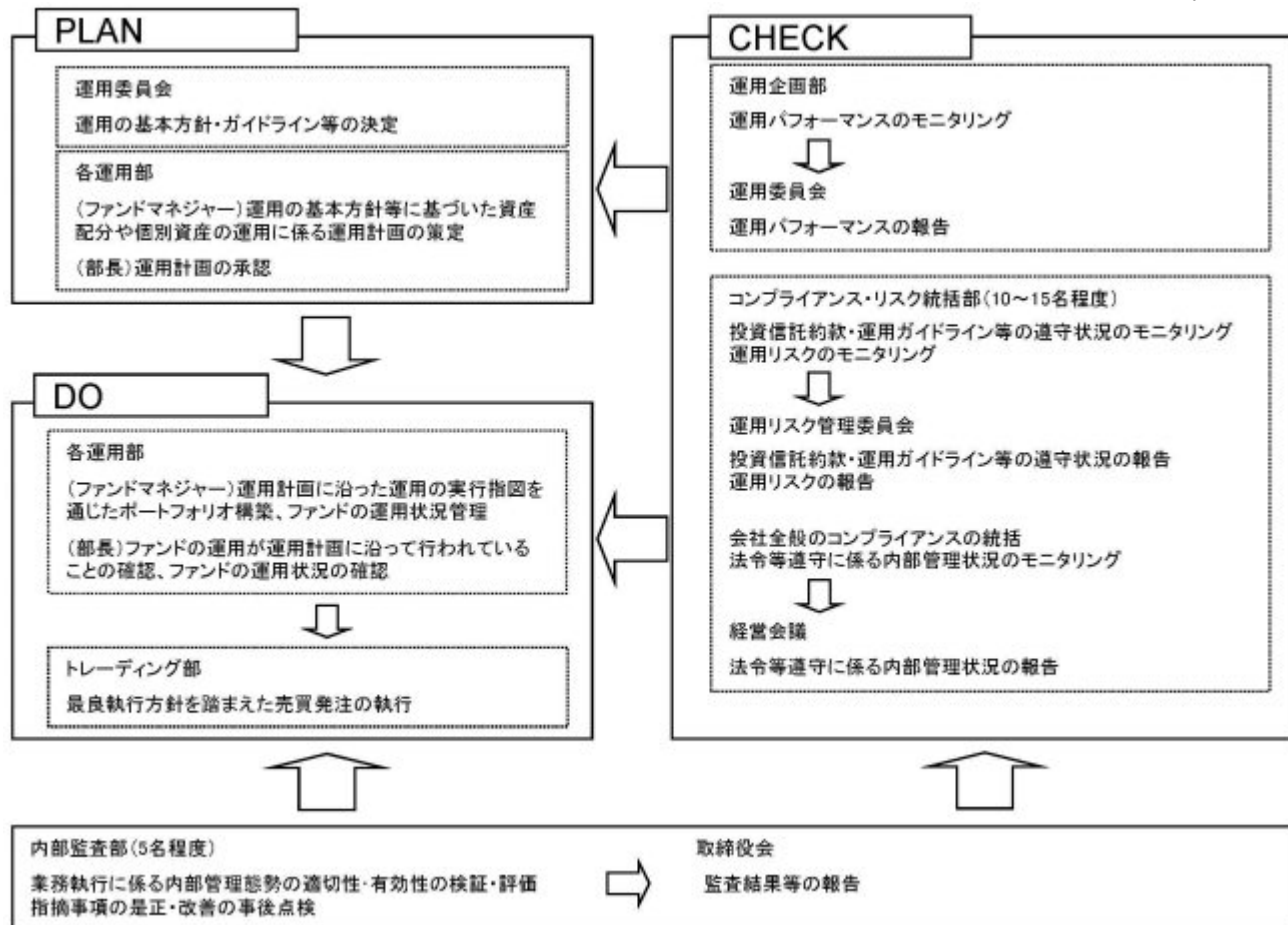 PLAN
運用委員会
運用の基本方針・ガイドライン等の決定
各運用部
(ファンドマネジャー)運用の基本方針等に基づいた資産
配分や個別資産の運用に係る運用計画の策定
(部長)運用計画の承認
DO
各運用部
(ファンドマネジャー)運用計画に沿った運用の実行指図を
通じたポートフォリオ構築、ファンドの運用状況管理
(部長)ファンドの運用が運用計画に沿って行われている
ことの確認、ファンドの運用状況の確認
トレーディング部
最良執行方針を踏まえた売買発注の執行
CHECK
運用企画部
運用パフォーマンスのモニタリング
運用委員会
運用パフォーマンスの報告
コンプライアンス・リスク統括部(10～15名程度)
投資信託約款・運用ガイドライン等の遵守状況のモニタリング
運用リスクのモニタリング
運用リスク管理委員会
投資信託約款・運用ガイドライン等の遵守状況の報告
運用リスクの報告
会社全般のコンプライアンスの統括
法令等遵守に係る内部管理状況のモニタリング
経営会議
法令等遵守に係る内部管理状況の報告
内部監査部(5名程度)
業務執行に係る内部管理態勢の適切性・有効性の検証・評価
指摘事項の是正・改善の事後点検
取締役会
監査結果等の報告